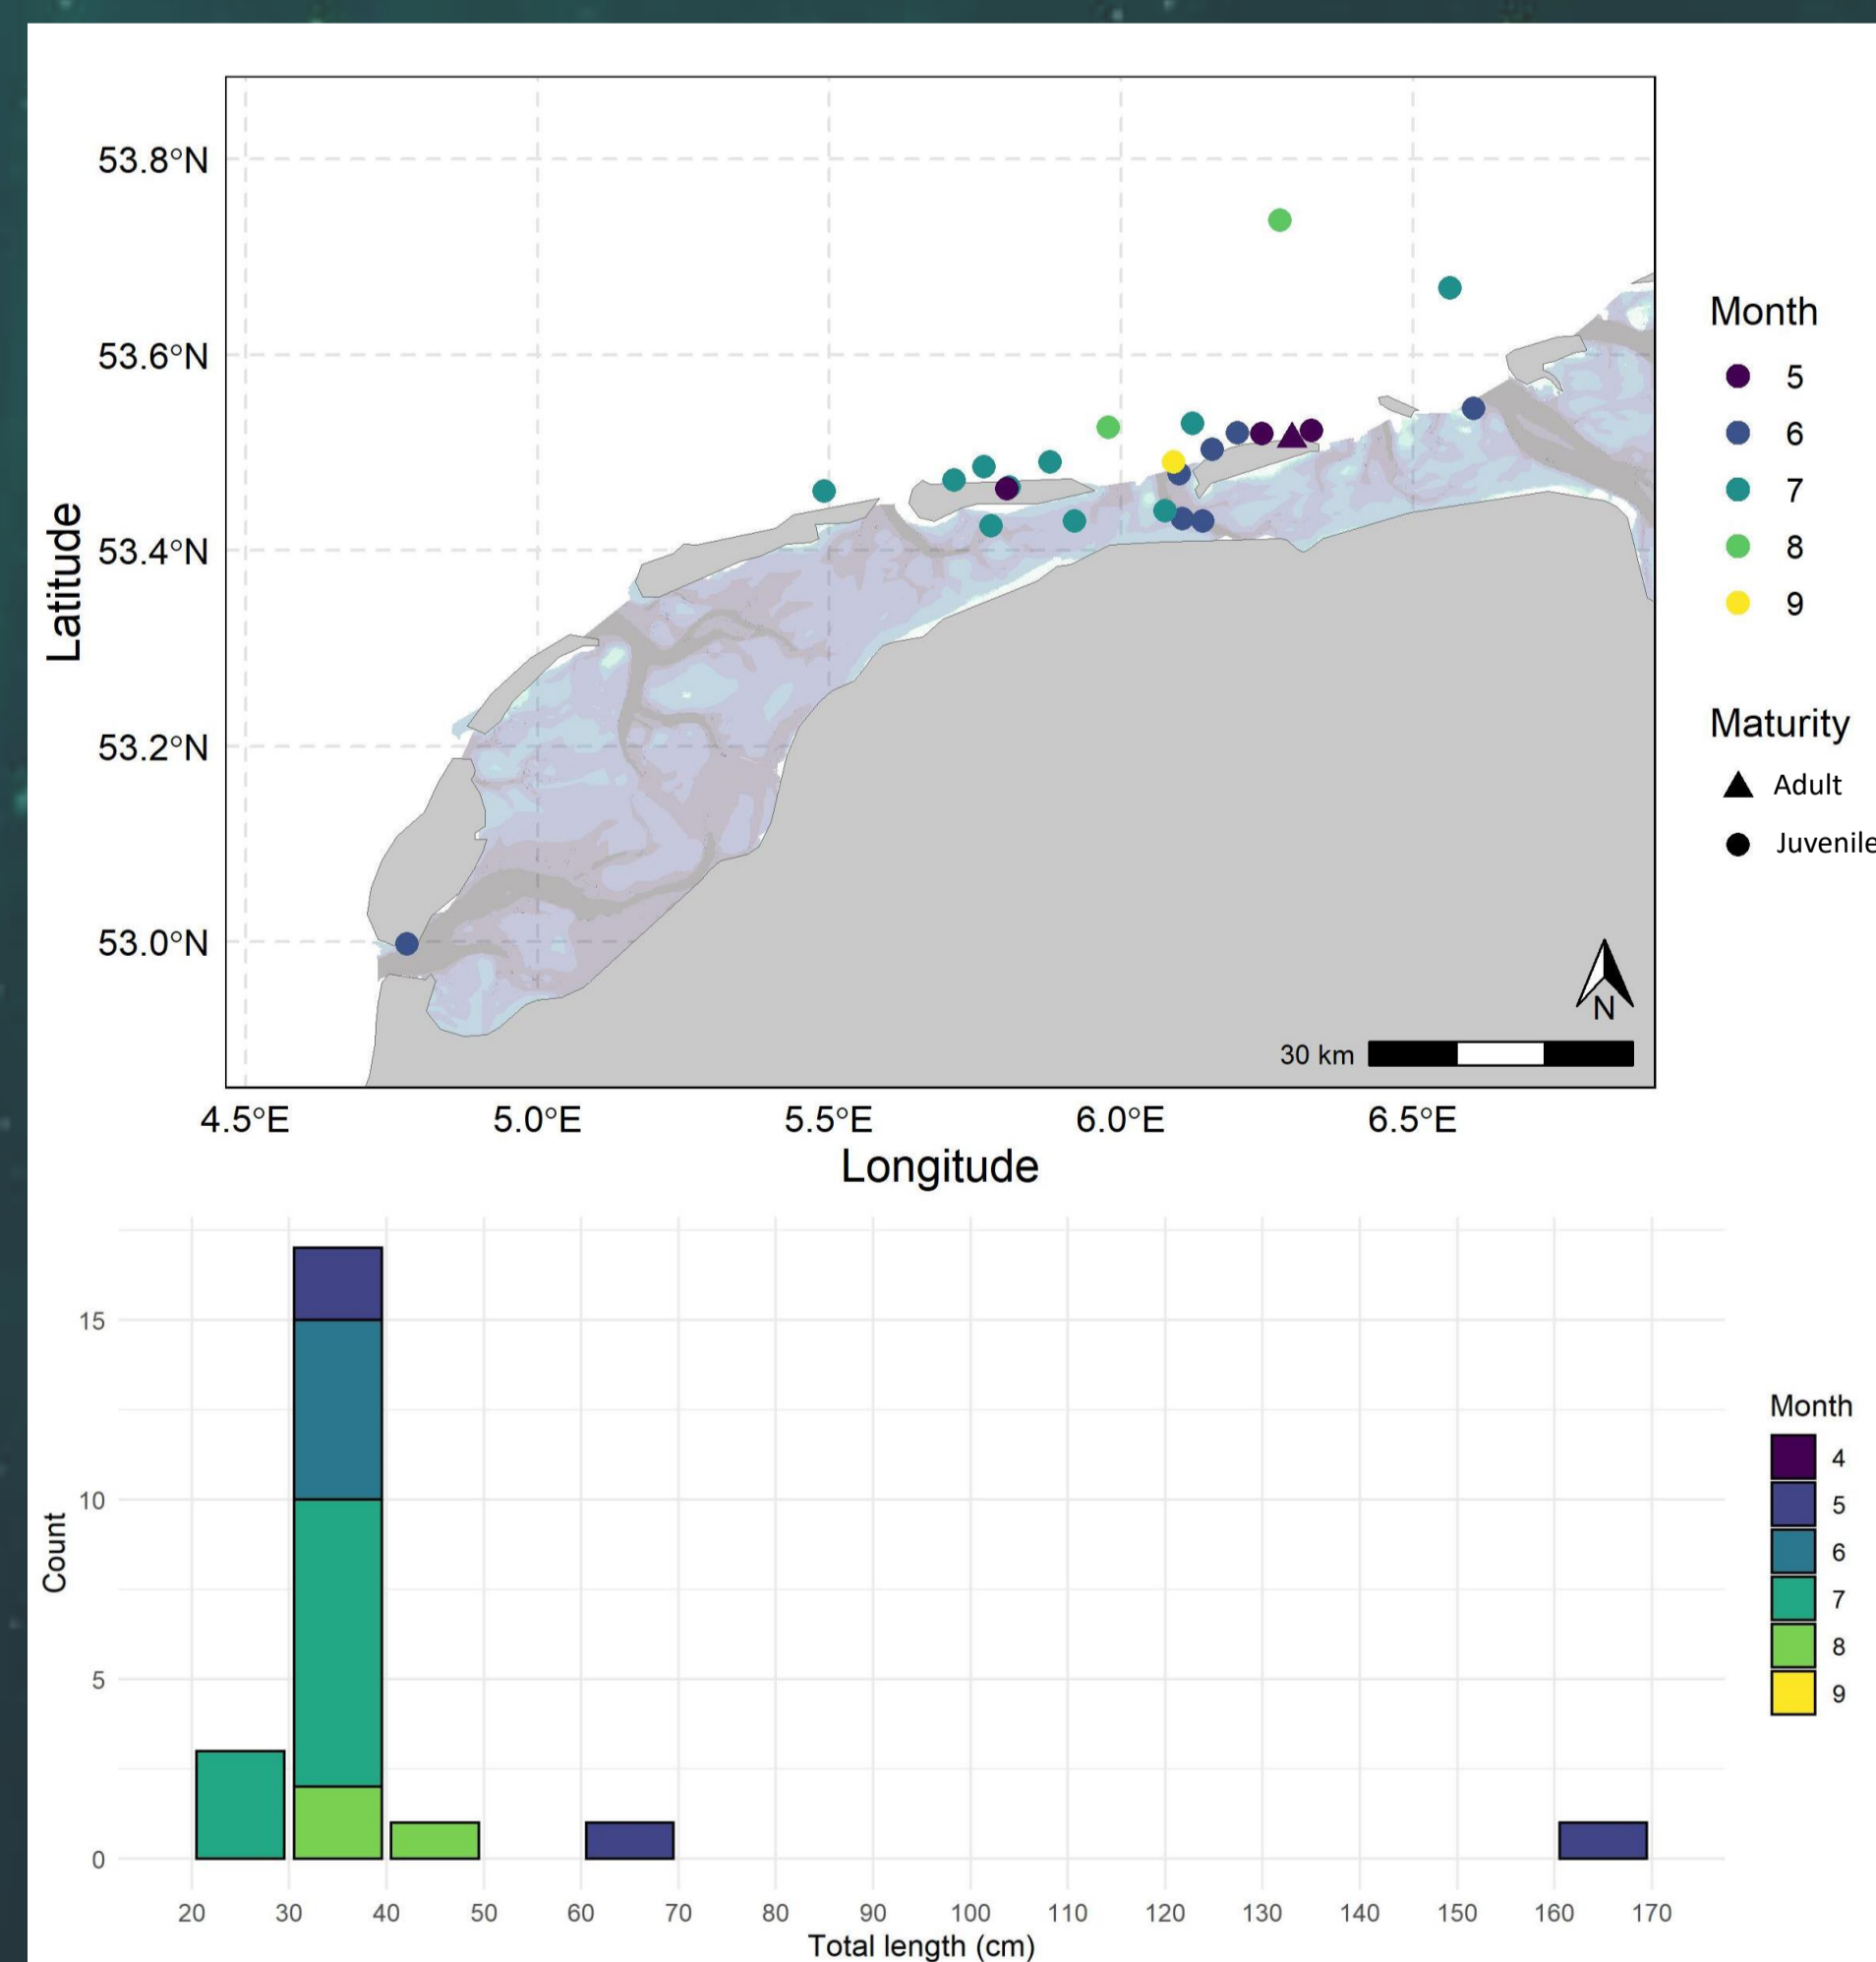 53.8°N
53.6°N
53.4°N
53.2°N
53.0°N
Latitude
4.5°E 5.0°E 5.5°E 6.0°E 6.5°E
Longitude
30 km
N
Month
5
6
7
8
9
Maturity
Adult
Juvenile
15
10
5
0
Count
20 30 40 50 60 70 80 90 100 110 120 130 140 150 160 170
Total length (cm)
Month
4
5
6
7
8
9